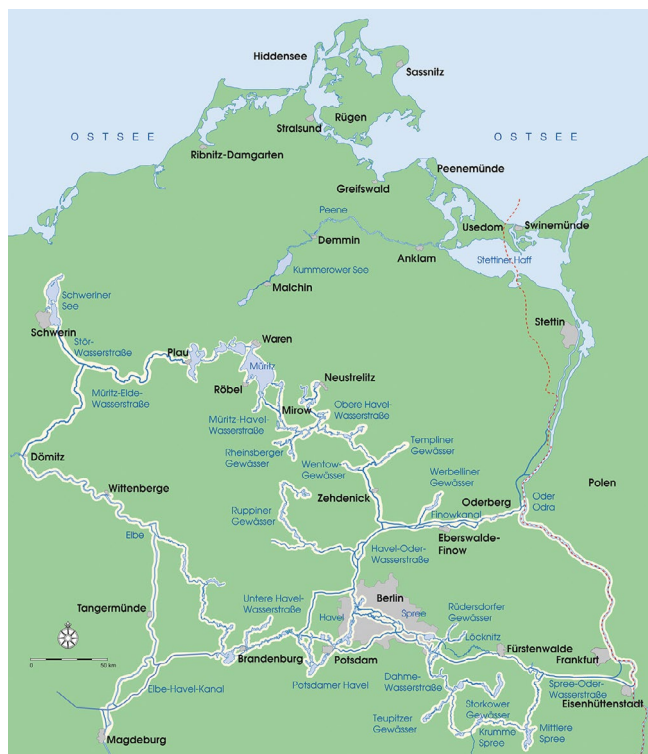 Hiddensee
Sassnitz
Rügen
OSTSEE
Stralsund
OSTSEE
Ribnitz-Damgarten
Peenemünde
Greifswald
Peene
Usedom
Swinemünde
Demmin
Anklam
Stettiner Haff
Kummerower See
Malchin
Schweriner
See
Schwerin
Stettin
Stör-
Wasserstraße
Waren
Plau
Müritz
Röbel
Neustrelitz
Müritz-Elde-
Wasserstraße
Mirow
Obere Havel-
Wasserstraße
Müritz-Havel-
Wasserstraße
Rheinsberger
Gewässer
Templiner
Gewässer
Dömitz
Wentow-
Gewässer
Werbelliner
Gewässer
Wittenberge
Zehdenick
Oderberg
Oder
Odra
Polen
Ruppiner
Gewässer
Finowkanal
Elbe
Eberswalde-
Finow
Havel-Oder-
Wasserstraße
Untere Havel-
Wasserstraße
Berlin
Tangermünde
Havel
Spree
Rüdersdorfer
Gewässer
Löcknitz
Brandenburg
Potsdam
Fürstenwalde
Frankfurt
0
50 km
Elbe-Havel-Kanal
Potsdamer Havel
Dahme-
Wasserstraße
Spree-Oder-
Wasserstraße
Eisenhüttenstadt
Storkower
Gewässer
Teupitzer
Gewässer
Krumme
Spree
Mittlere
Spree
Magdeburg